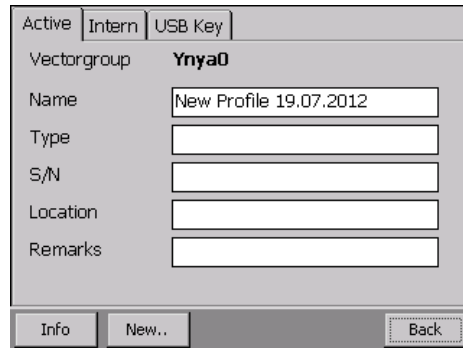 Active Intern USB Key
Vectorgroup Ynya0
Name New Profile 19.07.2012
Type
S/N
Location
Remarks
Info New.. Back